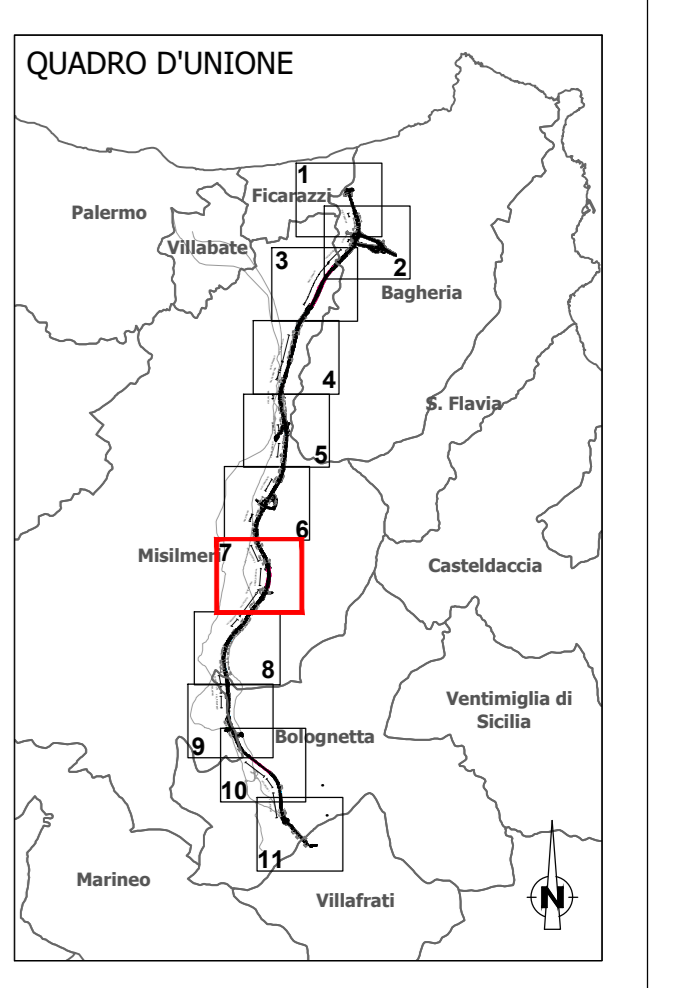 QUADRO D'UNIONE
1
Ficarazzi
Palermo
Villabate
3
2
Bagheria
4
S. Flavia
5
6
7
Misilmeri
Casteldaccia
8
Ventimiglia di
Sicilia
9
Bolognetta
10
11
Marineo
Villafrati
N